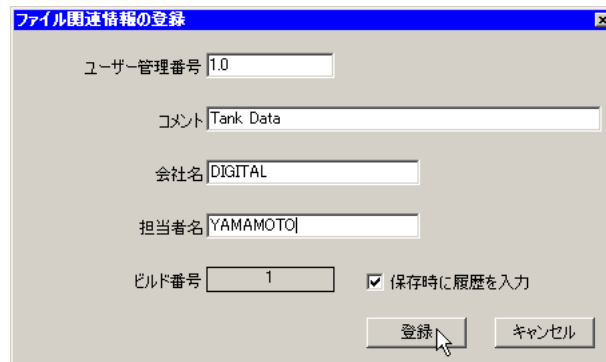 ファイル関連情報の登録
ユーザー管理番号 1.0
コメント Tank Data
会社名 DIGITAL
担当者名 YAMAMOTO
ビルド番号 1 保存時に履歴を入力
登録 キャンセル